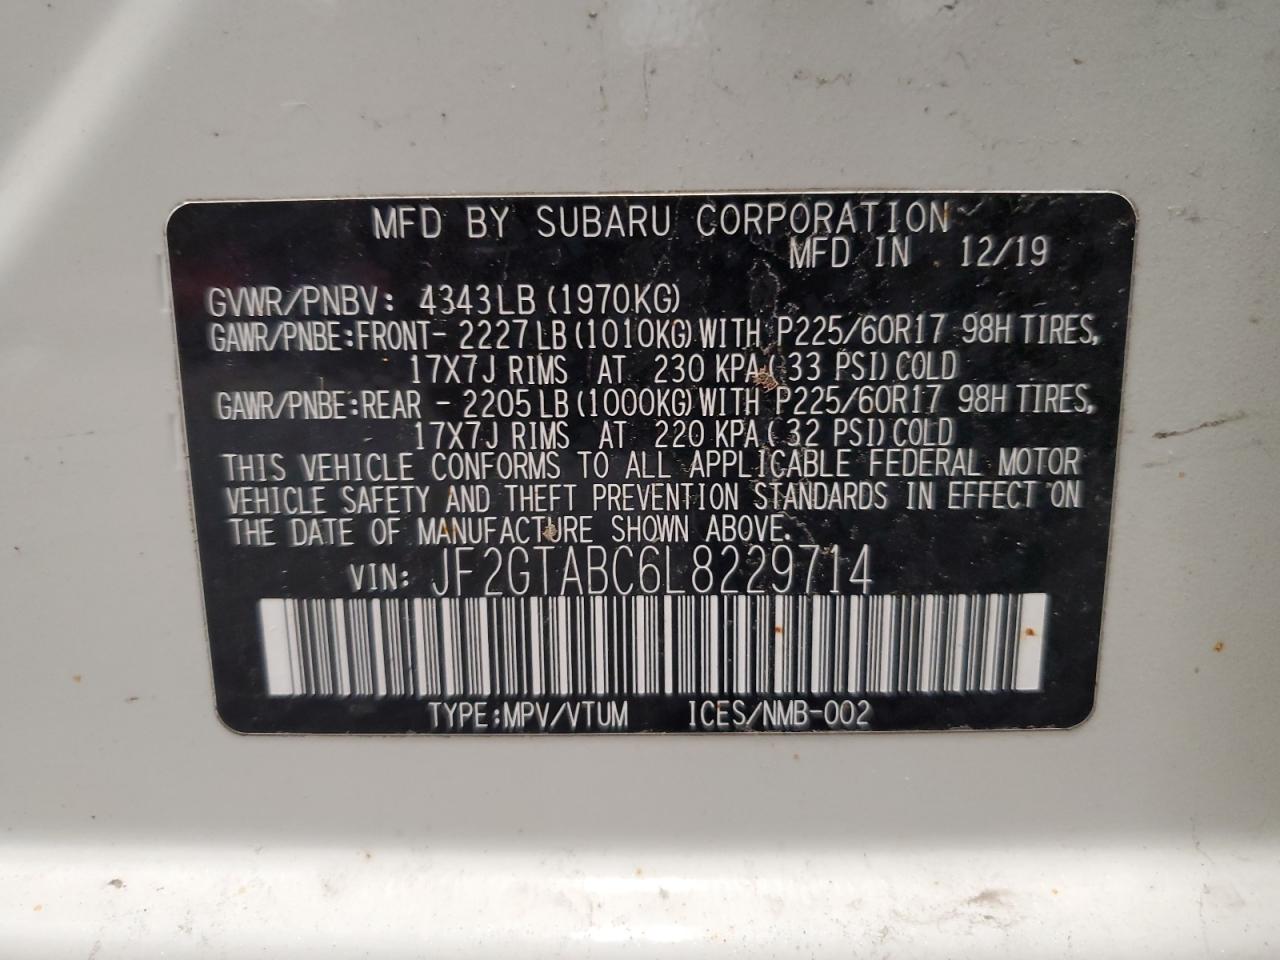 MFD BY SUBARU CORPORATION
MFD IN 12/19
GVWR/PNBV: 4343LB (1970KG)
GAWR/PNBE:FRONT- 2227LB (1010KG) WITH P225/60R17 98H TIRES,
17X7J RIMS AT 230 KPA( 33 PSI) COLD
GAWR/PNBE:REAR - 2205LB (1000KG) WITH P225/60R17 98H TIRES,
17X7J RIMS AT 220 KPA( 32 PSI) COLD
THIS VEHICLE CONFORMS TO ALL APPLICABLE FEDERAL MOTOR
VEHICLE SAFETY AND THEFT PREVENTION STANDARDS IN EFFECT ON
THE DATE OF MANUFACTURE SHOWN ABOVE.
VIN: JF2GTABC6L8229714
TYPE:MPV/VTUM ICES/NMB-002